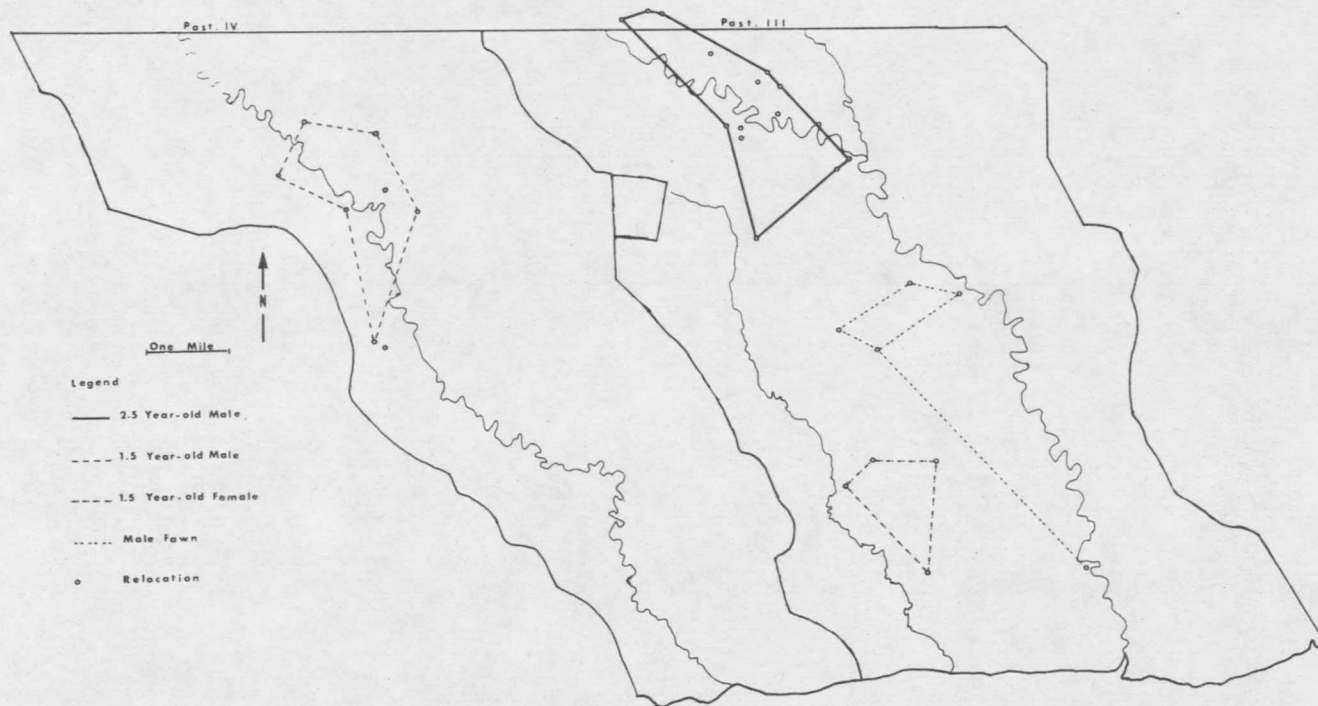 Past. IV
Past. III
N
One Mile
Legend
2.5 Year-old Male
1.5 Year-old Male
1.5 Year-old Female
Male Fawn
Relocation